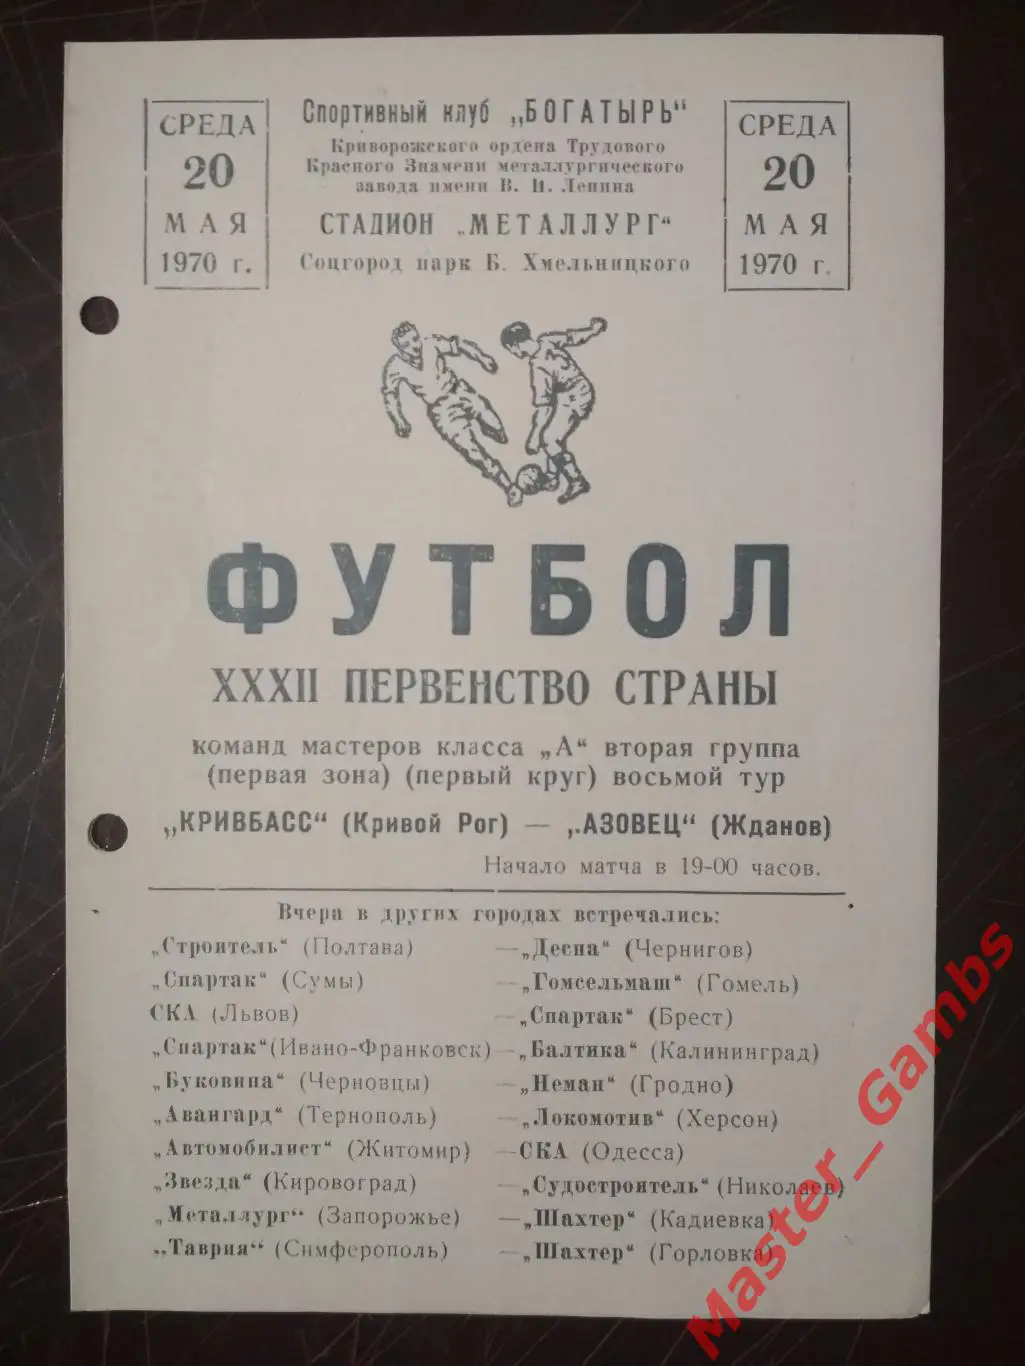 СРЕДА
20
МАЯ
1970 г.
Спортивный клуб „БОГАТЫРЬ“
Криворожского ордена Трудового
Красного Знамени металлургического
завода имени В. И. Ленина
СТАДИОН „МЕТАЛЛУРГ“
Соцгород парк Б. Хмельницкого
СРЕДА
20
МАЯ
1970 г.
ФУТБОЛ
XXXII ПЕРВЕНСТВО СТРАНЫ
команд мастеров класса „А“ вторая группа
(первая зона) (первый круг) восьмой тур
„КРИВБАСС“ (Кривой Рог) — „АЗОВЕЦ“ (Жданов)
Начало матча в 19-00 часов.
Вчера в других городах встречались:
„Строитель“ (Полтава) —„Десна“ (Чернигов)
„Спартак“ (Сумы) —„Гомсельмаш“ (Гомель)
СКА (Львов) —„Спартак“ (Брест)
„Спартак“(Ивано-Франковск) —„Балтика“ (Калининград)
„Буковина“ (Черновцы) —„Неман“ (Гродно)
„Авангард“ (Тернополь) —„Локомотив“ (Херсон)
„Автомобилист“ (Житомир) —СКА (Одесса)
„Звезда“ (Кировоград) —„Судостроитель“ (Николаев)
„Металлург“ (Запорожье) —„Шахтер“ (Кадиевка)
„Таврия“ (Симферополь) —„Шахтер“ (Горловка)
Master_Gambs